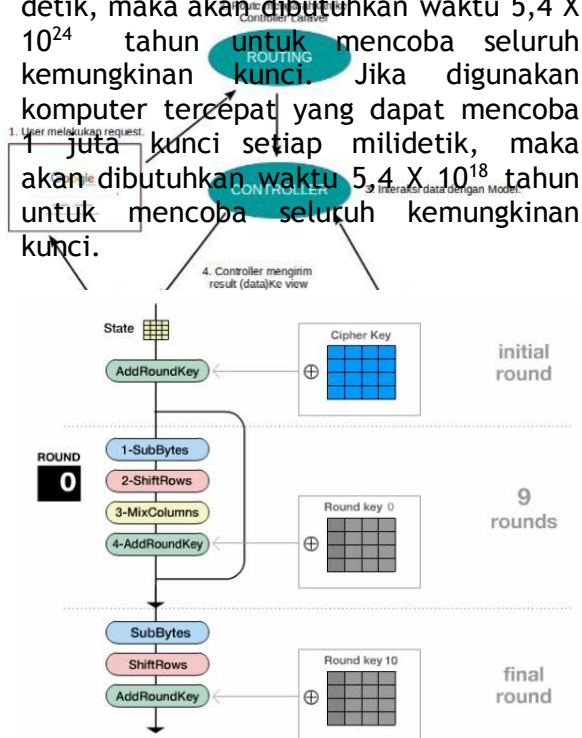 detik, maka akan dibutuhkan waktu 5,4 X
10²⁴ tahun untuk mencoba seluruh
kemungkinan kunci. Jika digunakan
komputer tercepat yang dapat mencoba
1 juta kunci setiap milidetik, maka
akan dibutuhkan waktu 5,4 X 10¹⁸ tahun
untuk mencoba seluruh kemungkinan
kunci.
Controller Laravel
ROUTING
1. User melakukan request.
CONTROLLER
3. Interaksi data dengan Model.
4. Controller mengirim
result (data)Ke view
State
Cipher Key
AddRoundKey
initial
round
ROUND
0
1-SubBytes
2-ShiftRows
3-MixColumns
4-AddRoundKey
Round key 0
9
rounds
SubBytes
ShiftRows
AddRoundKey
Round key 10
final
round